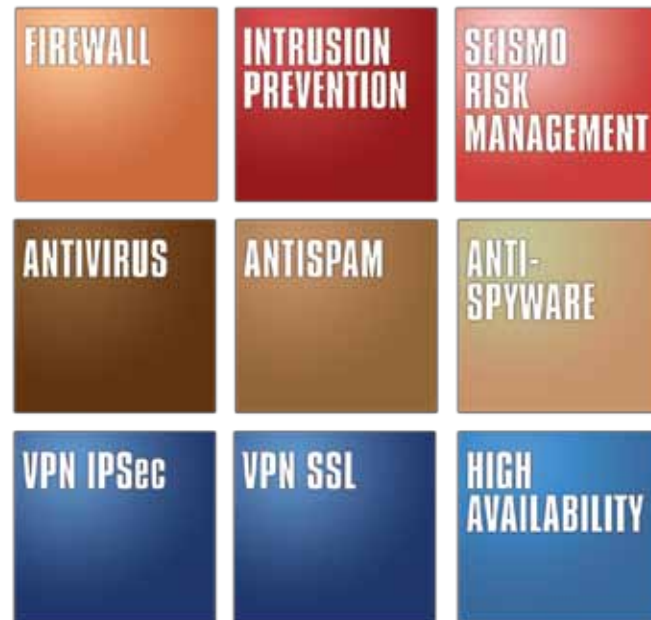 FIREWALL
INTRUSION
PREVENTION
SEISMO
RISK
MANAGEMENT
ANTIVIRUS
ANTISPAM
ANTI-
SPYWARE
VPN IPSec
VPN SSL
HIGH
AVAILABILITY